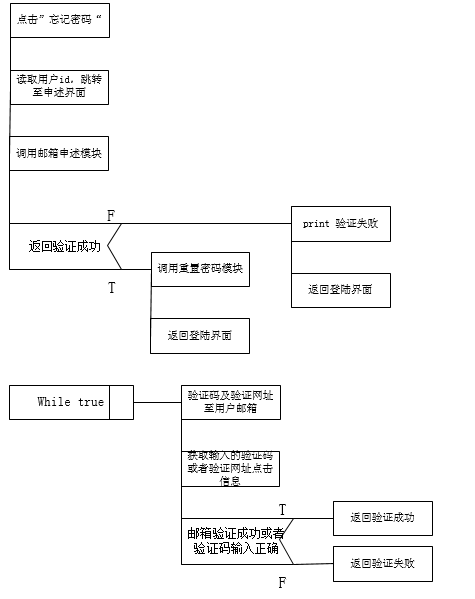 点击”忘记密码“
读取用户id，跳转
至申述界面
调用邮箱申述模块
F
返回验证成功
T
print 验证失败
调用重置密码模块
返回登陆界面
返回登陆界面
While true
验证码及验证网址
至用户邮箱
获取输入的验证码
或者验证网址点击
信息
T
邮箱验证成功或者
验证码输入正确
F
返回验证成功
返回验证失败